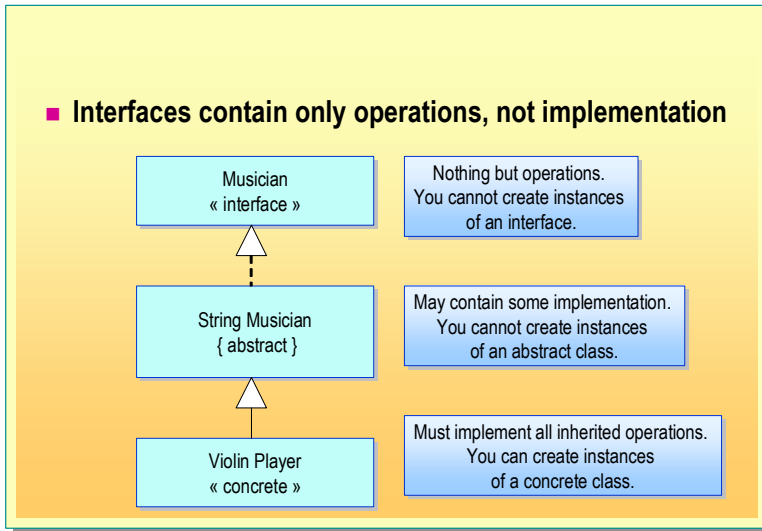 Interfaces contain only operations, not implementation
Musician
« interface »
Nothing but operations.
You cannot create instances
of an interface.
String Musician
{ abstract }
May contain some implementation.
You cannot create instances
of an abstract class.
Violin Player
« concrete »
Must implement all inherited operations.
You can create instances
of a concrete class.